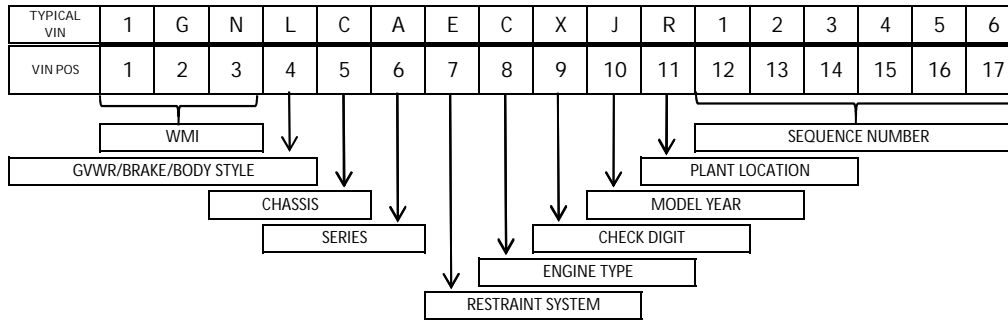 TYPICAL VIN 1 G N L C A E C X J R 1 2 3 4 5 6
VIN POS 1 2 3 4 5 6 7 8 9 10 11 12 13 14 15 16 17
WMI SEQUENCE NUMBER
GVWR/BRAKE/BODY STYLE PLANT LOCATION
CHASSIS MODEL YEAR
SERIES CHECK DIGIT
ENGINE TYPE
RESTRAINT SYSTEM